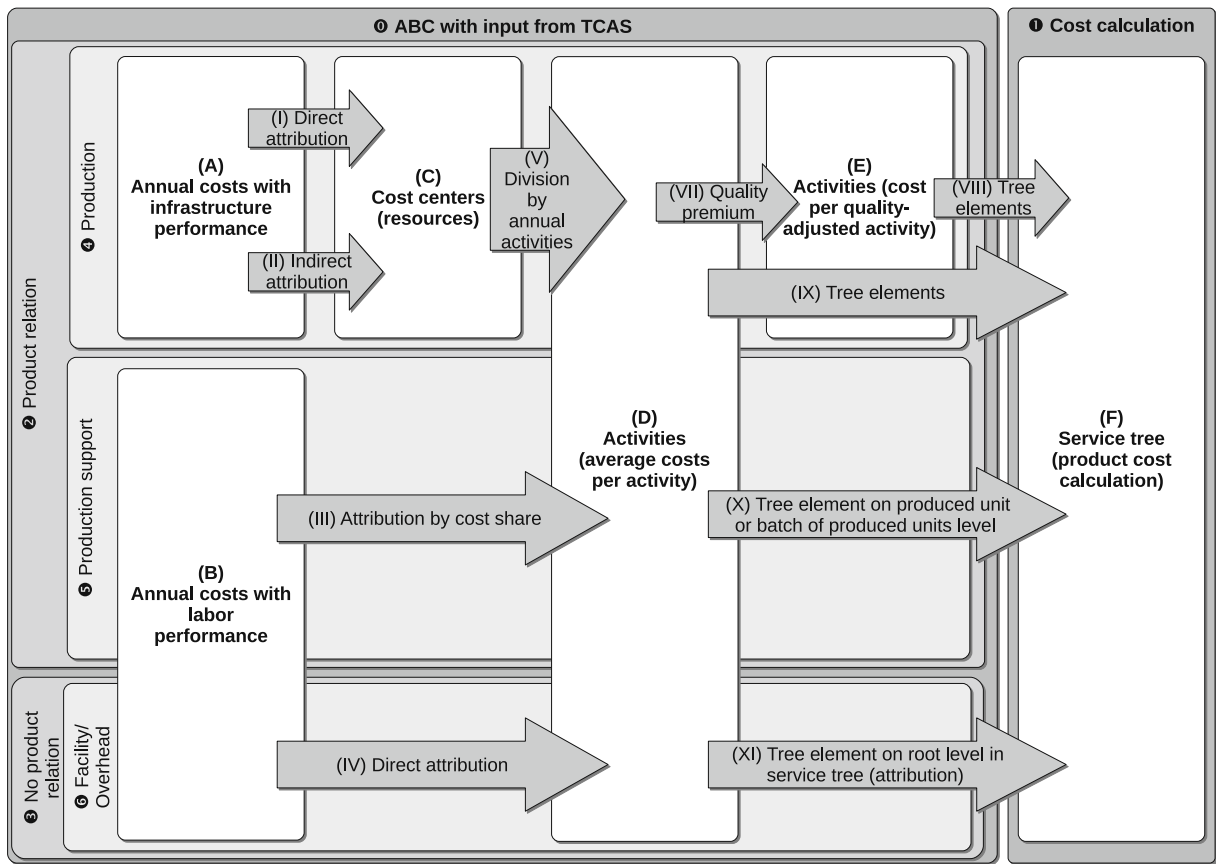 ⓿ ABC with input from TCAS
❶ Cost calculation
❷ Product relation
❹ Production
(A)
Annual costs with
infrastructure
performance
(I) Direct
attribution
(II) Indirect
attribution
(C)
Cost centers
(resources)
(V)
Division
by
annual
activities
(VII) Quality
premium
(E)
Activities (cost
per quality-
adjusted activity)
(VIII) Tree
elements
(IX) Tree elements
❺ Production support
(B)
Annual costs with
labor
performance
(III) Attribution by cost share
(D)
Activities
(average costs
per activity)
(X) Tree element on produced unit
or batch of produced units level
(F)
Service tree
(product cost
calculation)
❸ No product
relation
❻ Facility/
Overhead
(IV) Direct attribution
(XI) Tree element on root level in
service tree (attribution)